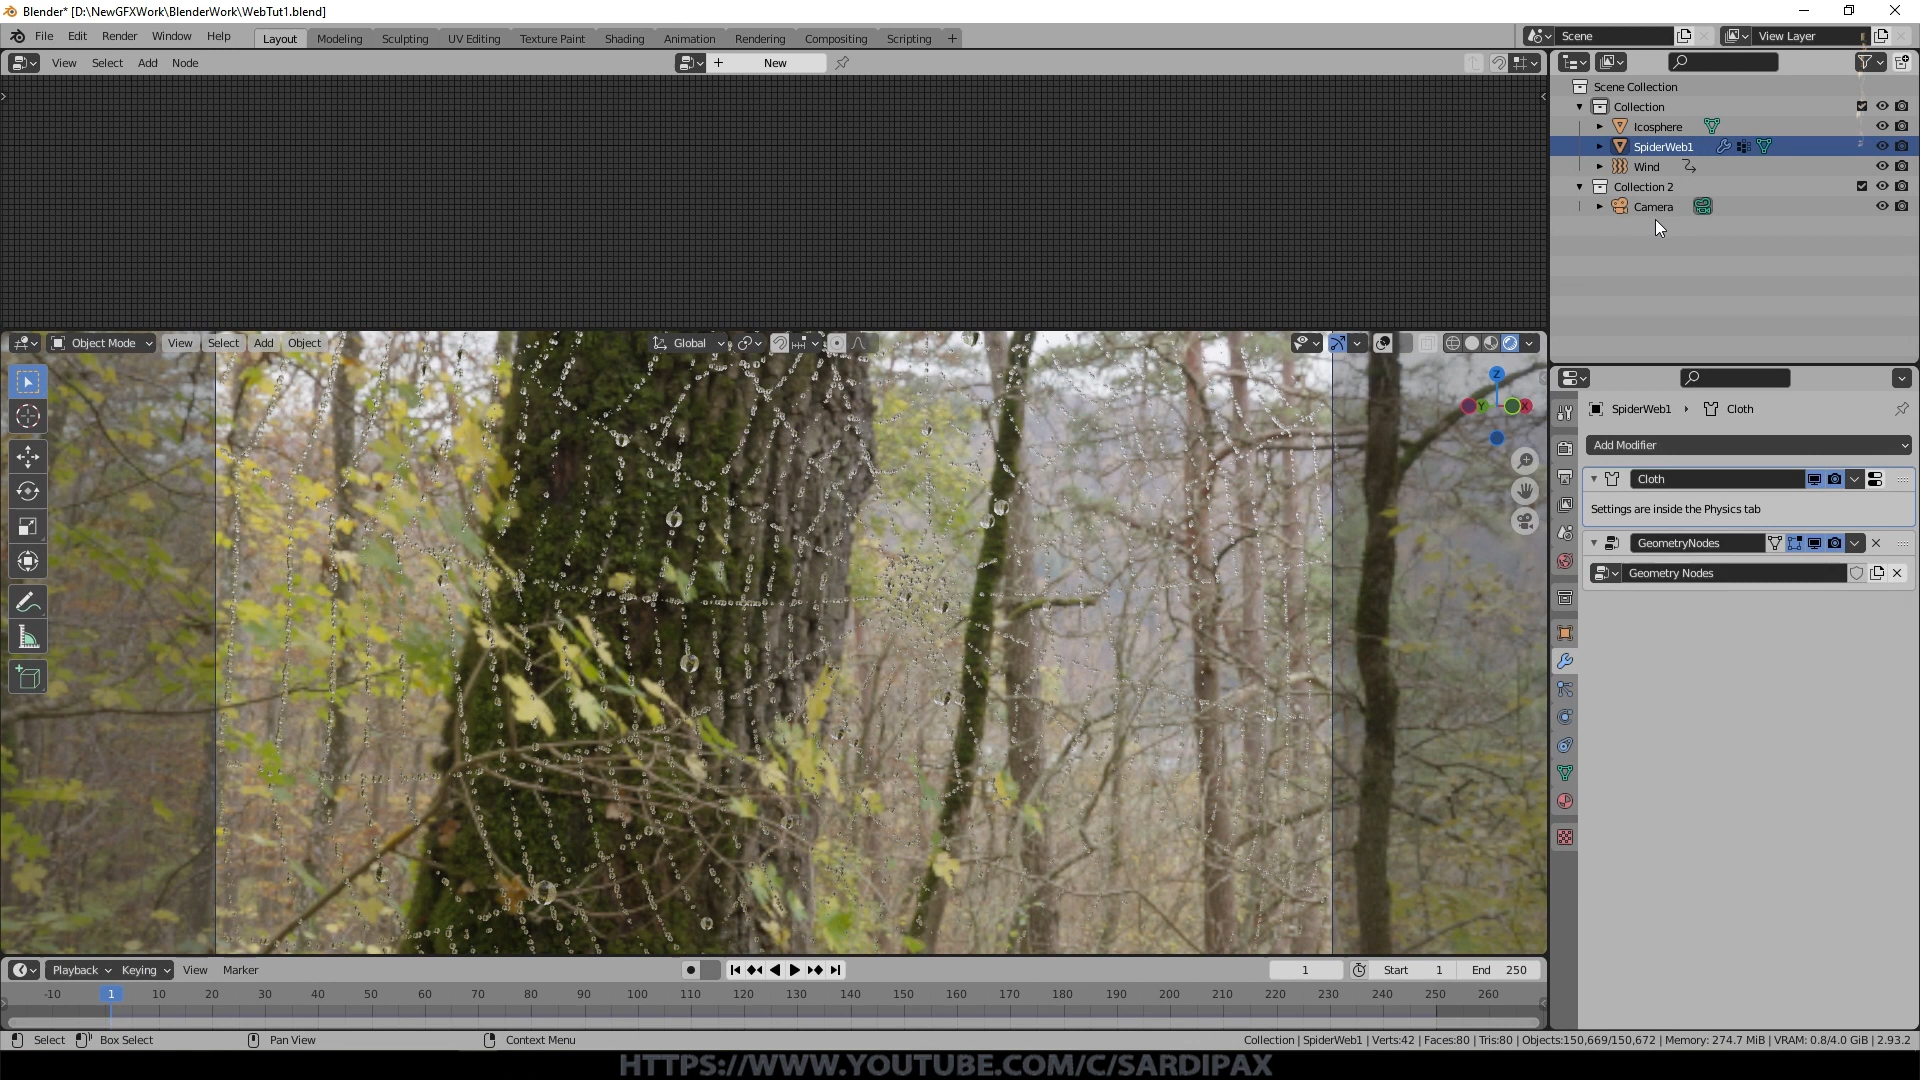 Blender* [D:\NewGFXWork\BlenderWork\WebTut1.blend]
File Edit Render Window Help Layout Modeling Sculpting UV Editing Texture Paint Shading Animation Rendering Compositing Scripting + Scene View Layer
View Select Add Node + New
Scene Collection
Collection
Icosphere
SpiderWeb1
Wind
Collection 2
Camera
Object Mode View Select Add Object Global
Z
Y X
SpiderWeb1 Cloth
Add Modifier
Cloth
Settings are inside the Physics tab
GeometryNodes
Geometry Nodes
Playback Keying View Marker 1 Start 1 End 250
-10 1 10 20 30 40 50 60 70 80 90 100 110 120 130 140 150 160 170 180 190 200 210 220 230 240 250 260
Select Box Select Pan View Context Menu Collection | SpiderWeb1 | Verts:42 | Faces:80 | Tris:80 | Objects:150,669/150,672 | Memory: 274.7 MiB | VRAM: 0.8/4.0 GiB | 2.93.2
HTTPS://WWW.YOUTUBE.COM/C/SARDIPAX